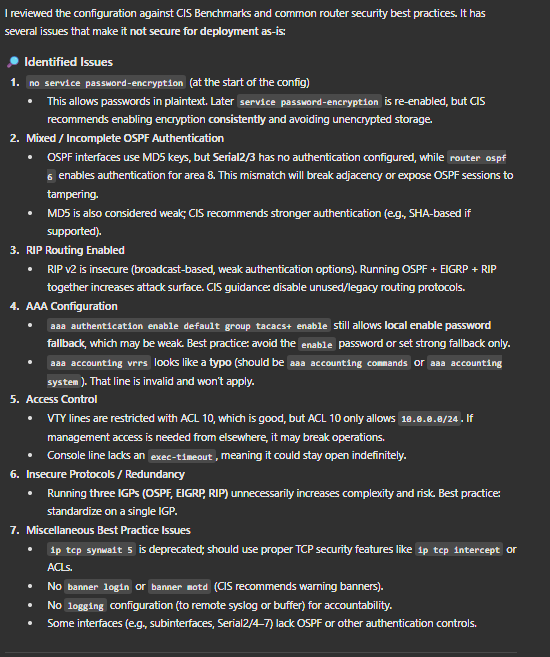 I reviewed the configuration against CIS Benchmarks and common router security best practices. It has
several issues that make it not secure for deployment as-is:
🔎 Identified Issues
1. no service password-encryption (at the start of the config)
• This allows passwords in plaintext. Later service password-encryption is re-enabled, but CIS
recommends enabling encryption consistently and avoiding unencrypted storage.
2. Mixed / Incomplete OSPF Authentication
• OSPF interfaces use MD5 keys, but Serial2/3 has no authentication configured, while router ospf
6 enables authentication for area 8. This mismatch will break adjacency or expose OSPF sessions to
tampering.
• MD5 is also considered weak; CIS recommends stronger authentication (e.g., SHA-based if
supported).
3. RIP Routing Enabled
• RIP v2 is insecure (broadcast-based, weak authentication options). Running OSPF + EIGRP + RIP
together increases attack surface. CIS guidance: disable unused/legacy routing protocols.
4. AAA Configuration
• aaa authentication enable default group tacacs+ enable still allows local enable password
fallback, which may be weak. Best practice: avoid the enable password or set strong fallback only.
• aaa accounting vrrs looks like a typo (should be aaa accounting commands or aaa accounting
system). That line is invalid and won't apply.
5. Access Control
• VTY lines are restricted with ACL 10, which is good, but ACL 10 only allows 10.0.0.0/24. If
management access is needed from elsewhere, it may break operations.
• Console line lacks an exec-timeout, meaning it could stay open indefinitely.
6. Insecure Protocols / Redundancy
• Running three IGPs (OSPF, EIGRP, RIP) unnecessarily increases complexity and risk. Best practice:
standardize on a single IGP.
7. Miscellaneous Best Practice Issues
• ip tcp synwait 5 is deprecated; should use proper TCP security features like ip tcp intercept or
ACLs.
• No banner login or banner motd (CIS recommends warning banners).
• No logging configuration (to remote syslog or buffer) for accountability.
• Some interfaces (e.g., subinterfaces, Serial2/4–7) lack OSPF or other authentication controls.